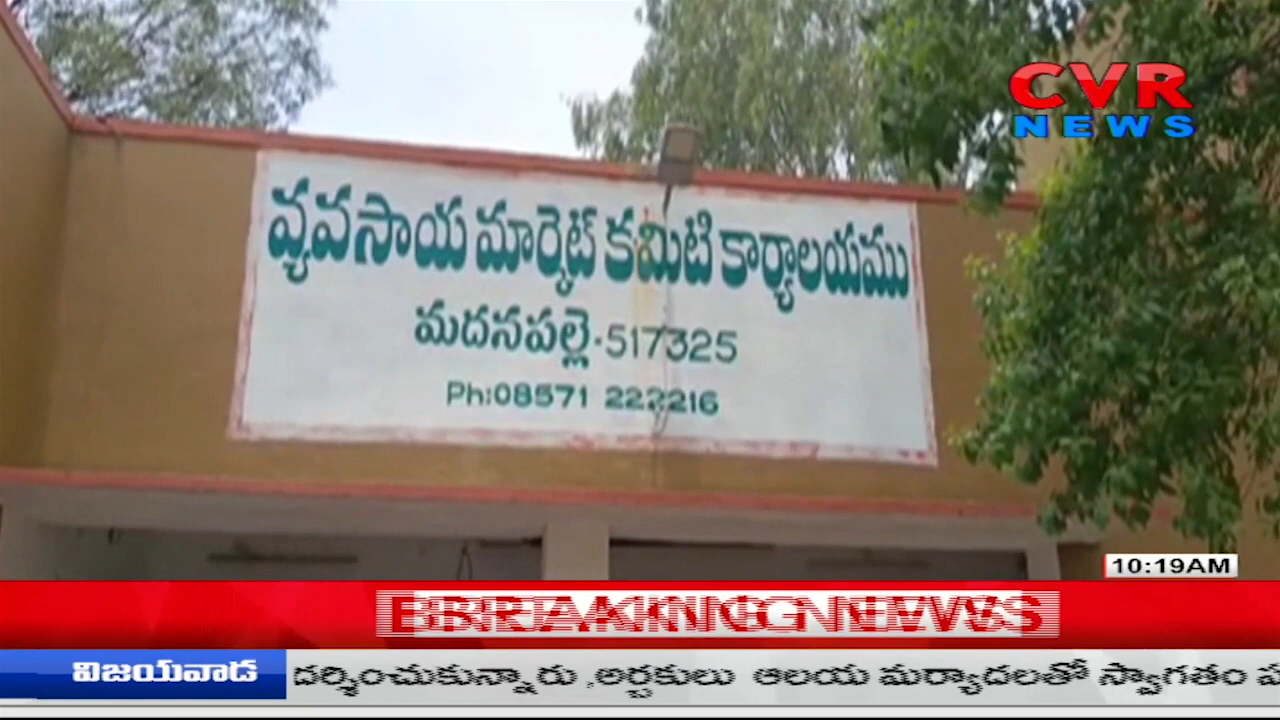 CVR
NEWS
వ్యవసాయ మార్కెట్ కమిటి కార్యాలయము
మదనపల్లె-517325
Ph:08571 222216
10:19AM
BREAKING NEWS
విజయ్‌వాడ
దర్శించుకున్నారు ,అర్చకులు ఆలయ మర్యాదలతో స్వాగతం